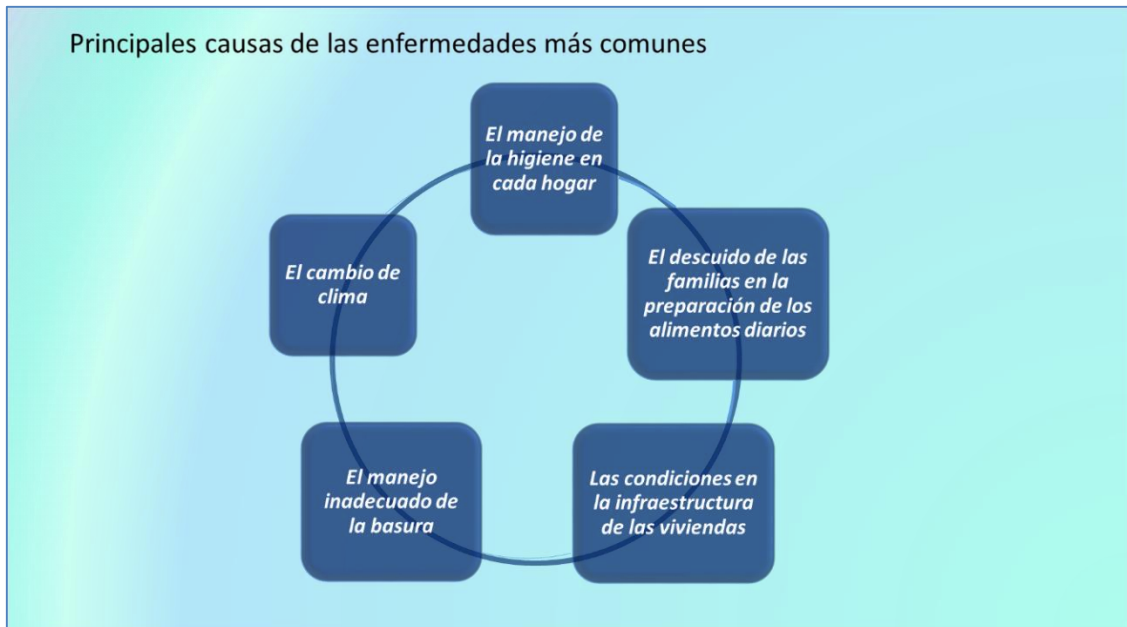 Principales causas de las enfermedades más comunes
El manejo de
la higiene en
cada hogar
El descuido de las
familias en la
preparación de los
alimentos diarios
Las condiciones en
la infraestructura
de las viviendas
El manejo
inadecuado de
la basura
El cambio de
clima